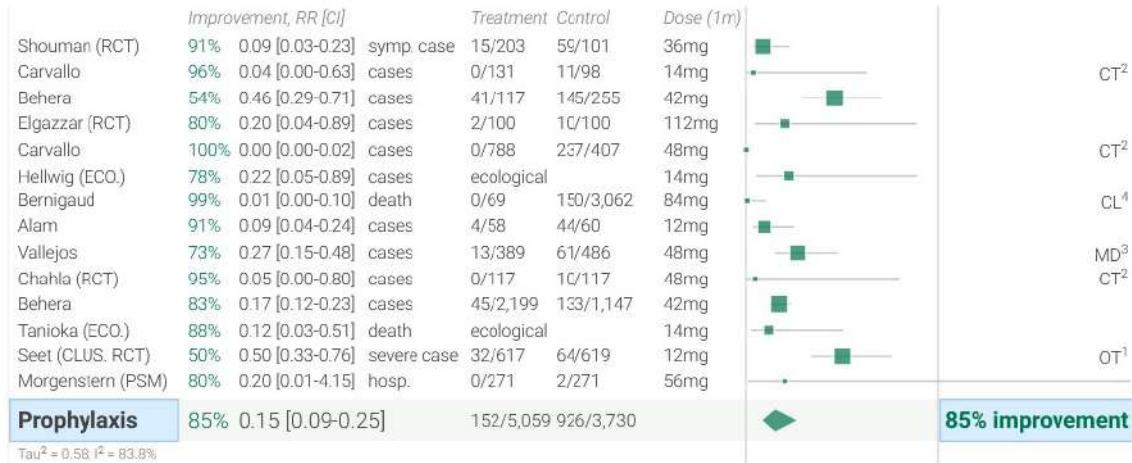 Improvement, RR [CI] Treatment Control Dose (1m)
Shouman (RCT) 91% 0.09 [0.03-0.23] symp. case 15/203 59/101 36mg
Carvallo 96% 0.04 [0.00-0.63] cases 0/131 11/98 14mg CT²
Behera 54% 0.46 [0.29-0.71] cases 41/117 145/255 42mg
Elgazzar (RCT) 80% 0.20 [0.04-0.89] cases 2/100 10/100 112mg
Carvallo 100% 0.00 [0.00-0.02] cases 0/788 237/407 48mg CT²
Hellwig (ECO.) 78% 0.22 [0.05-0.89] cases ecological 14mg
Bernigaud 99% 0.01 [0.00-0.10] death 0/69 150/3,062 84mg CL⁴
Alam 91% 0.09 [0.04-0.24] cases 4/58 44/60 12mg
Vallejos 73% 0.27 [0.15-0.48] cases 13/389 61/486 48mg MD³
Chahla (RCT) 95% 0.05 [0.00-0.80] cases 0/117 10/117 48mg CT²
Behera 83% 0.17 [0.12-0.23] cases 45/2,199 133/1,147 42mg
Tanioka (ECO.) 88% 0.12 [0.03-0.51] death ecological 14mg
Seet (CLUS. RCT) 50% 0.50 [0.33-0.76] severe case 32/617 64/619 12mg OT¹
Morgenstern (PSM) 80% 0.20 [0.01-4.15] hosp. 0/271 2/271 56mg
Prophylaxis 85% 0.15 [0.09-0.25] 152/5,059 926/3,730 85% improvement
Tau² = 0.58; I² = 83.8%